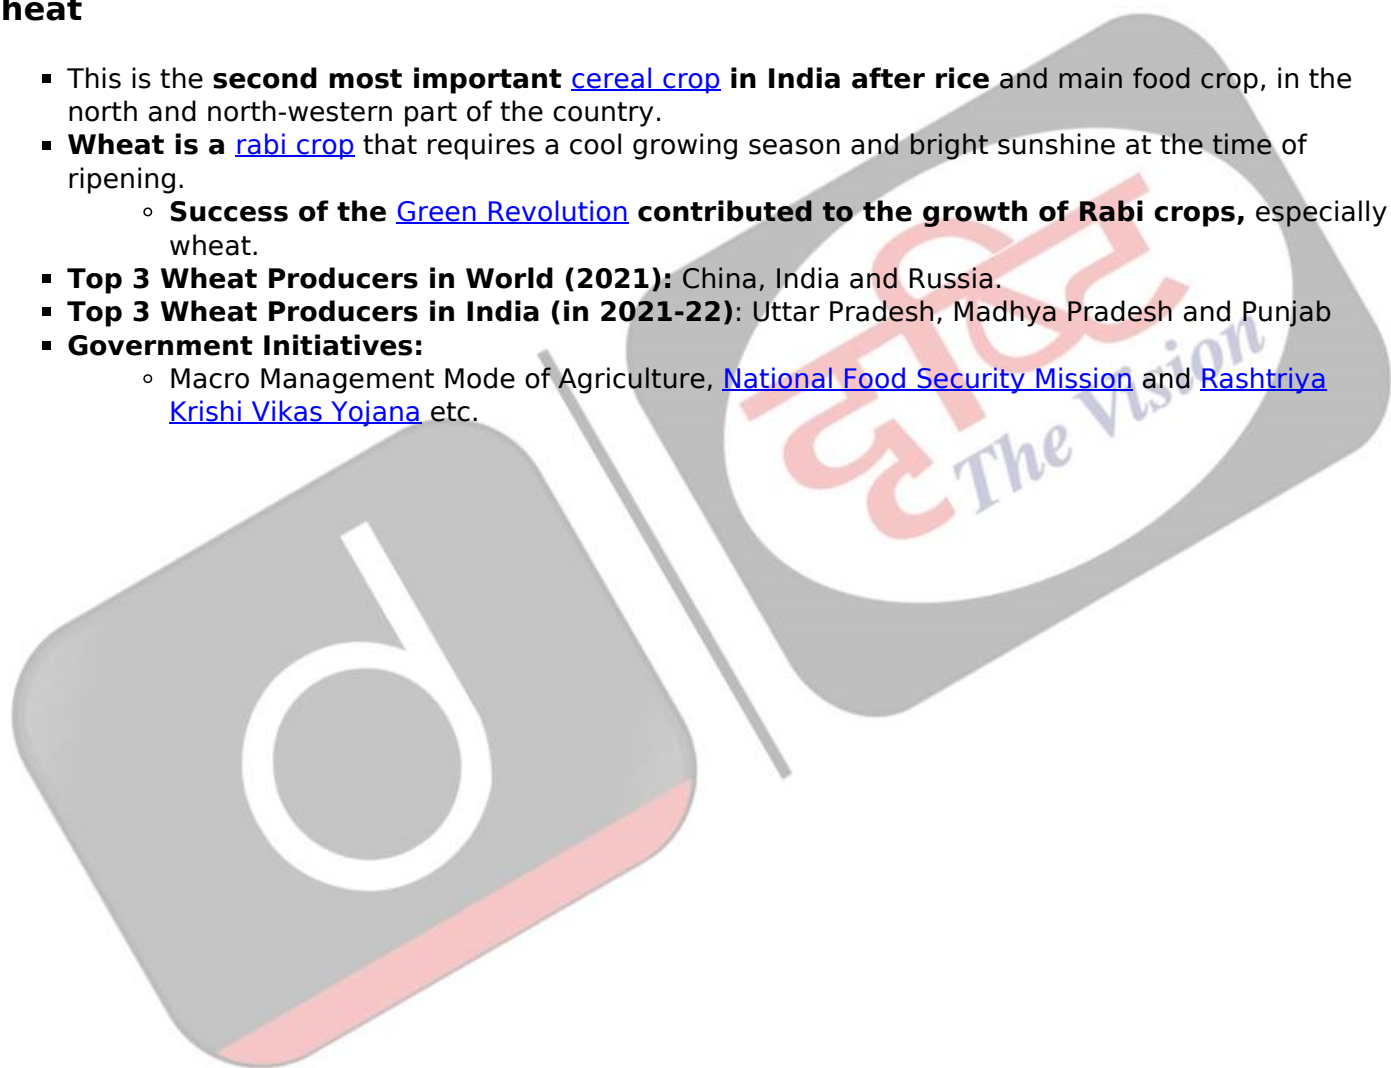 heat
This is the second most important cereal crop in India after rice and main food crop, in the
north and north-western part of the country.
Wheat is a rabi crop that requires a cool growing season and bright sunshine at the time of
ripening.
Success of the Green Revolution contributed to the growth of Rabi crops, especially
wheat.
Top 3 Wheat Producers in World (2021): China, India and Russia.
Top 3 Wheat Producers in India (in 2021-22): Uttar Pradesh, Madhya Pradesh and Punjab
Government Initiatives:
Macro Management Mode of Agriculture, National Food Security Mission and Rashtriya
Krishi Vikas Yojana etc.
दृष्टि
The Vision
d